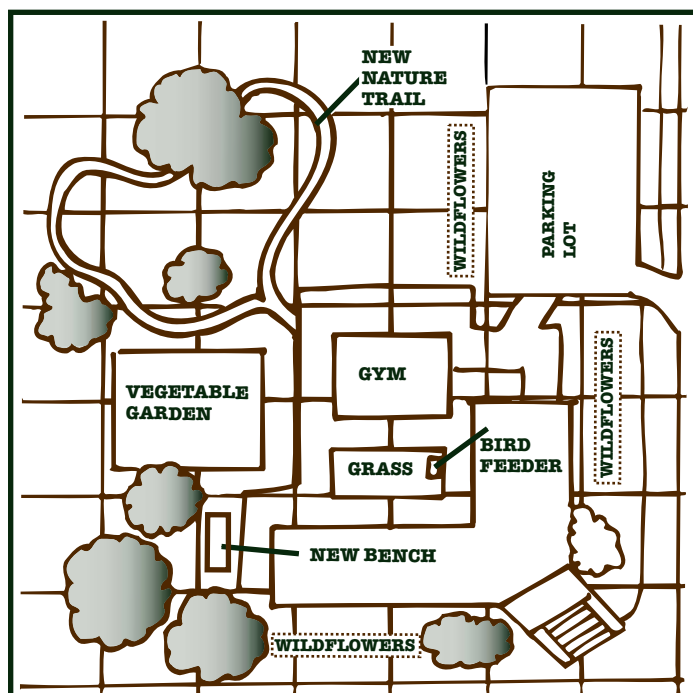 NEW
NATURE
TRAIL
WILDFLOWERS
PARKING
LOT
GYM
WILDFLOWERS
VEGETABLE
GARDEN
BIRD
FEEDER
GRASS
NEW BENCH
WILDFLOWERS